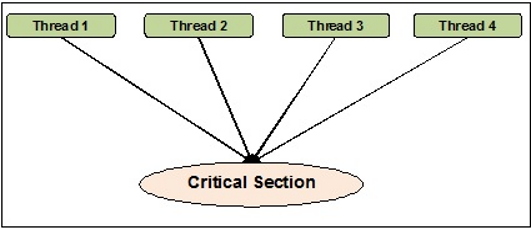 Thread 1
Thread 2
Thread 3
Thread 4
Critical Section